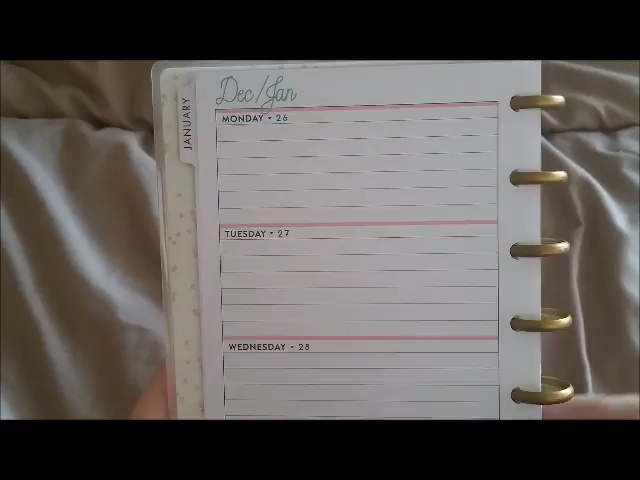 Dec/Jan
JANUARY
MONDAY • 26
TUESDAY • 27
WEDNESDAY • 28